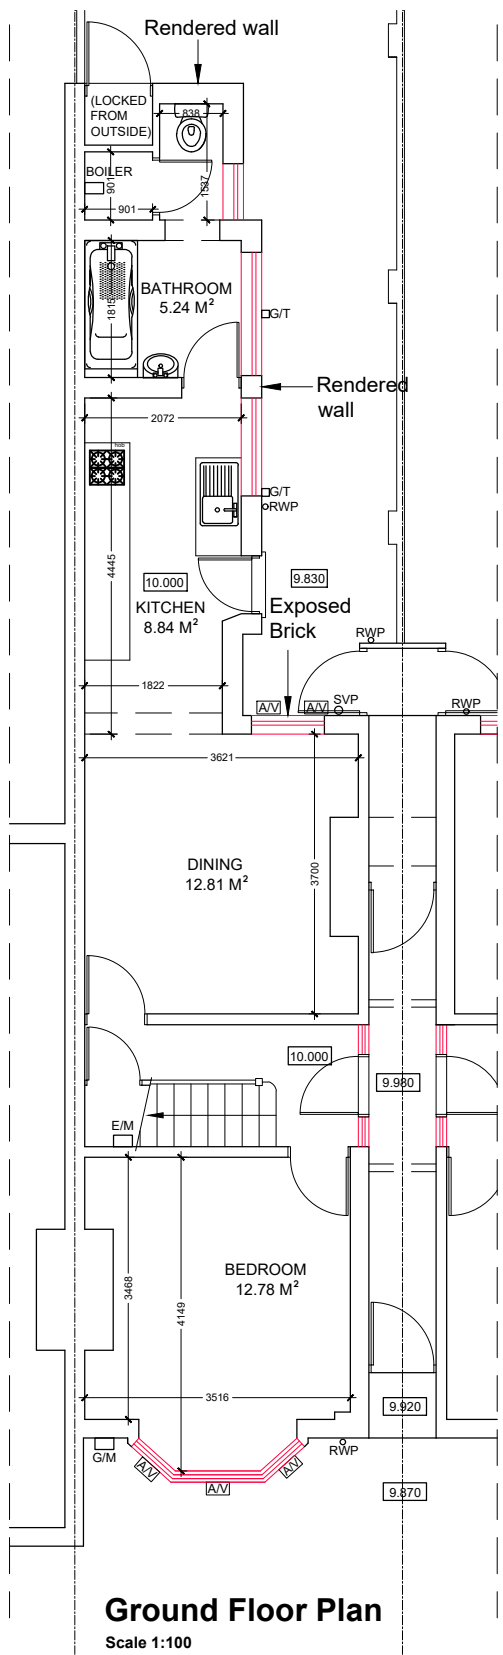 Rendered wall
(LOCKED
FROM
OUTSIDE)
838
BOILER
901
1537
901
BATHROOM
5.24 M²
1815
G/T
Rendered
wall
2072
hob
G/T
RWP
4445
10.000
9.830
KITCHEN
8.84 M²
Exposed
Brick
RWP
1822
A/V
A/V
SVP
RWP
3621
DINING
12.81 M²
3700
10.000
9.980
E/M
BEDROOM
12.78 M²
3468
4149
3516
9.920
G/M
A/V
A/V
A/V
RWP
9.870
Ground Floor Plan
Scale 1:100